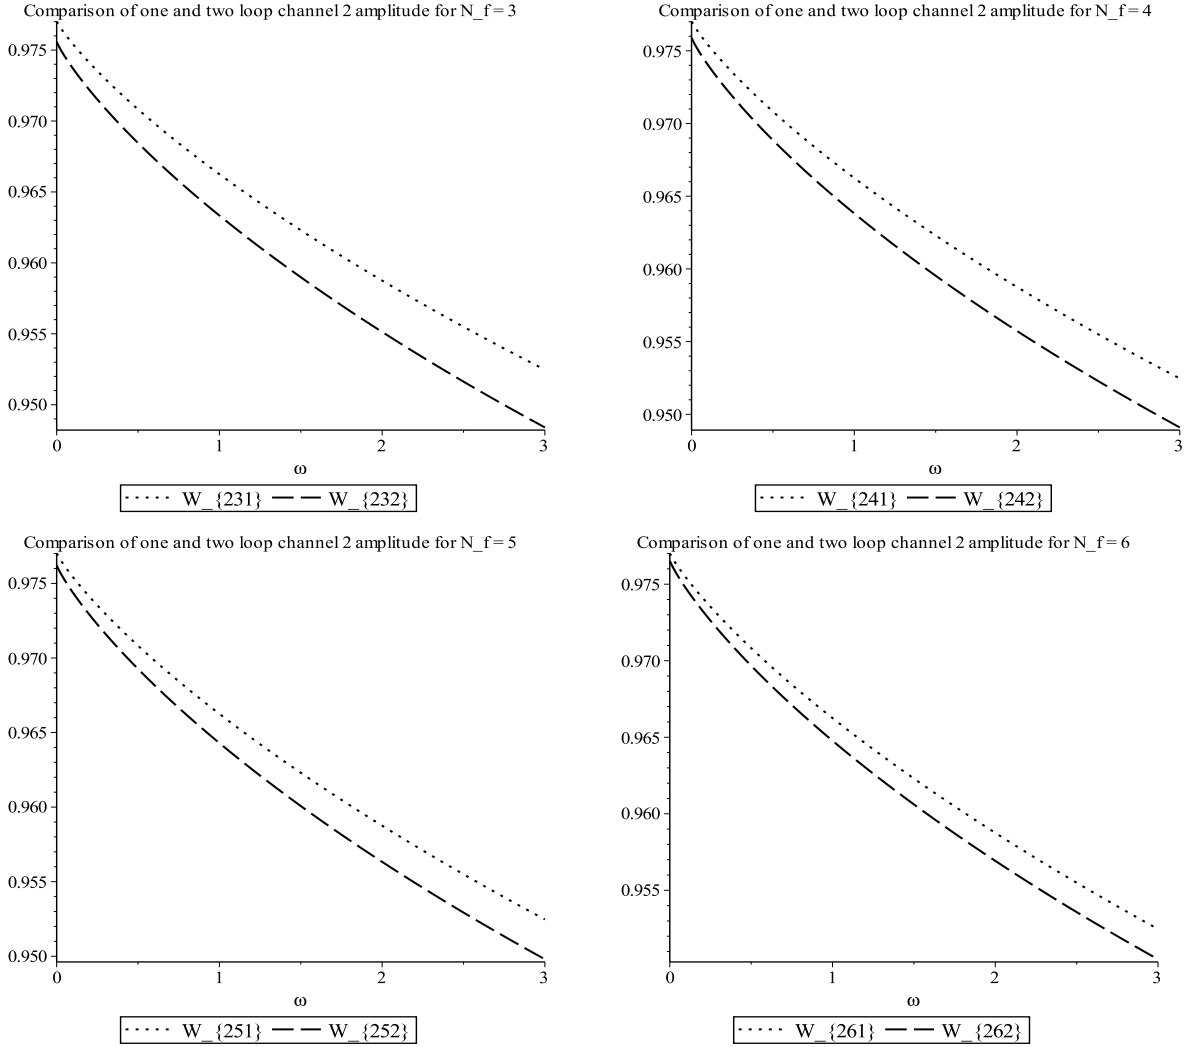 Comparison of one and two loop channel 2 amplitude for N_f = 3
0.975
0.970
0.965
0.960
0.955
0.950
0 1 2 3
ω
W_{231} W_{232}
Comparison of one and two loop channel 2 amplitude for N_f = 4
0.975
0.970
0.965
0.960
0.955
0.950
0 1 2 3
ω
W_{241} W_{242}
Comparison of one and two loop channel 2 amplitude for N_f = 5
0.975
0.970
0.965
0.960
0.955
0.950
0 1 2 3
ω
W_{251} W_{252}
Comparison of one and two loop channel 2 amplitude for N_f = 6
0.975
0.970
0.965
0.960
0.955
0 1 2 3
ω
W_{261} W_{262}